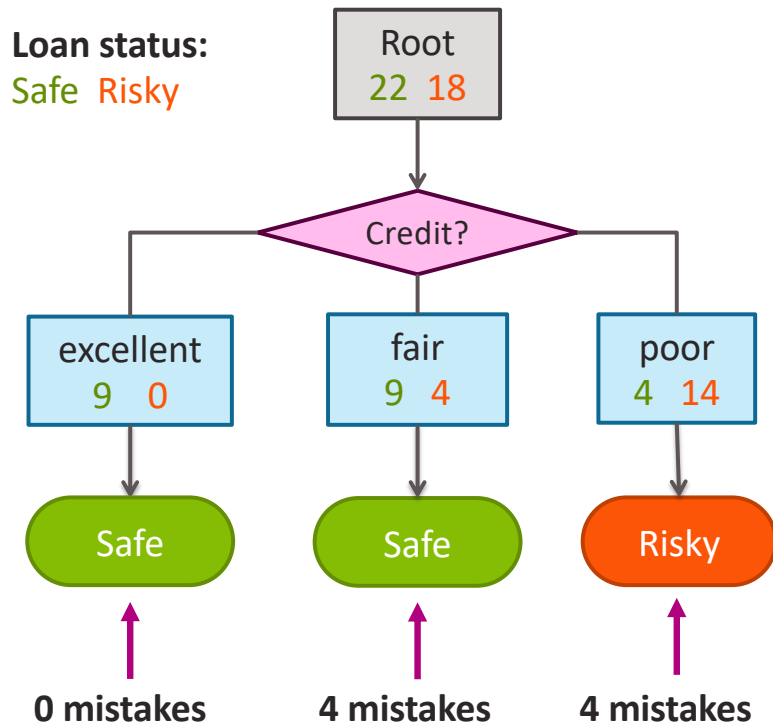 Loan status:
Safe Risky
Root
22 18
Credit?
excellent
9 0
fair
9 4
poor
4 14
Safe
Safe
Risky
0 mistakes
4 mistakes
4 mistakes